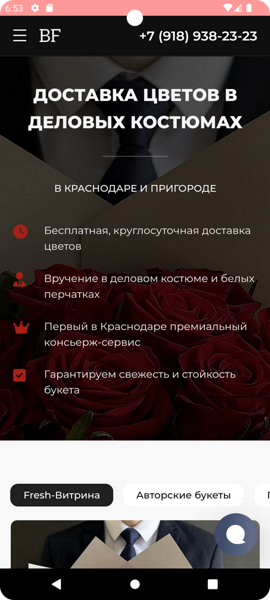 6:53
BF
+7 (918) 938-23-23
ДОСТАВКА ЦВЕТОВ В
ДЕЛОВЫХ КОСТЮМАХ
В КРАСНОДАРЕ И ПРИГОРОДЕ
Бесплатная, круглосуточная доставка
цветов
Вручение в деловом костюме и белых
перчатках
Первый в Краснодаре премиальный
консьерж-сервис
Гарантируем свежесть и стойкость
букета
Fresh-Витрина
Авторские букеты